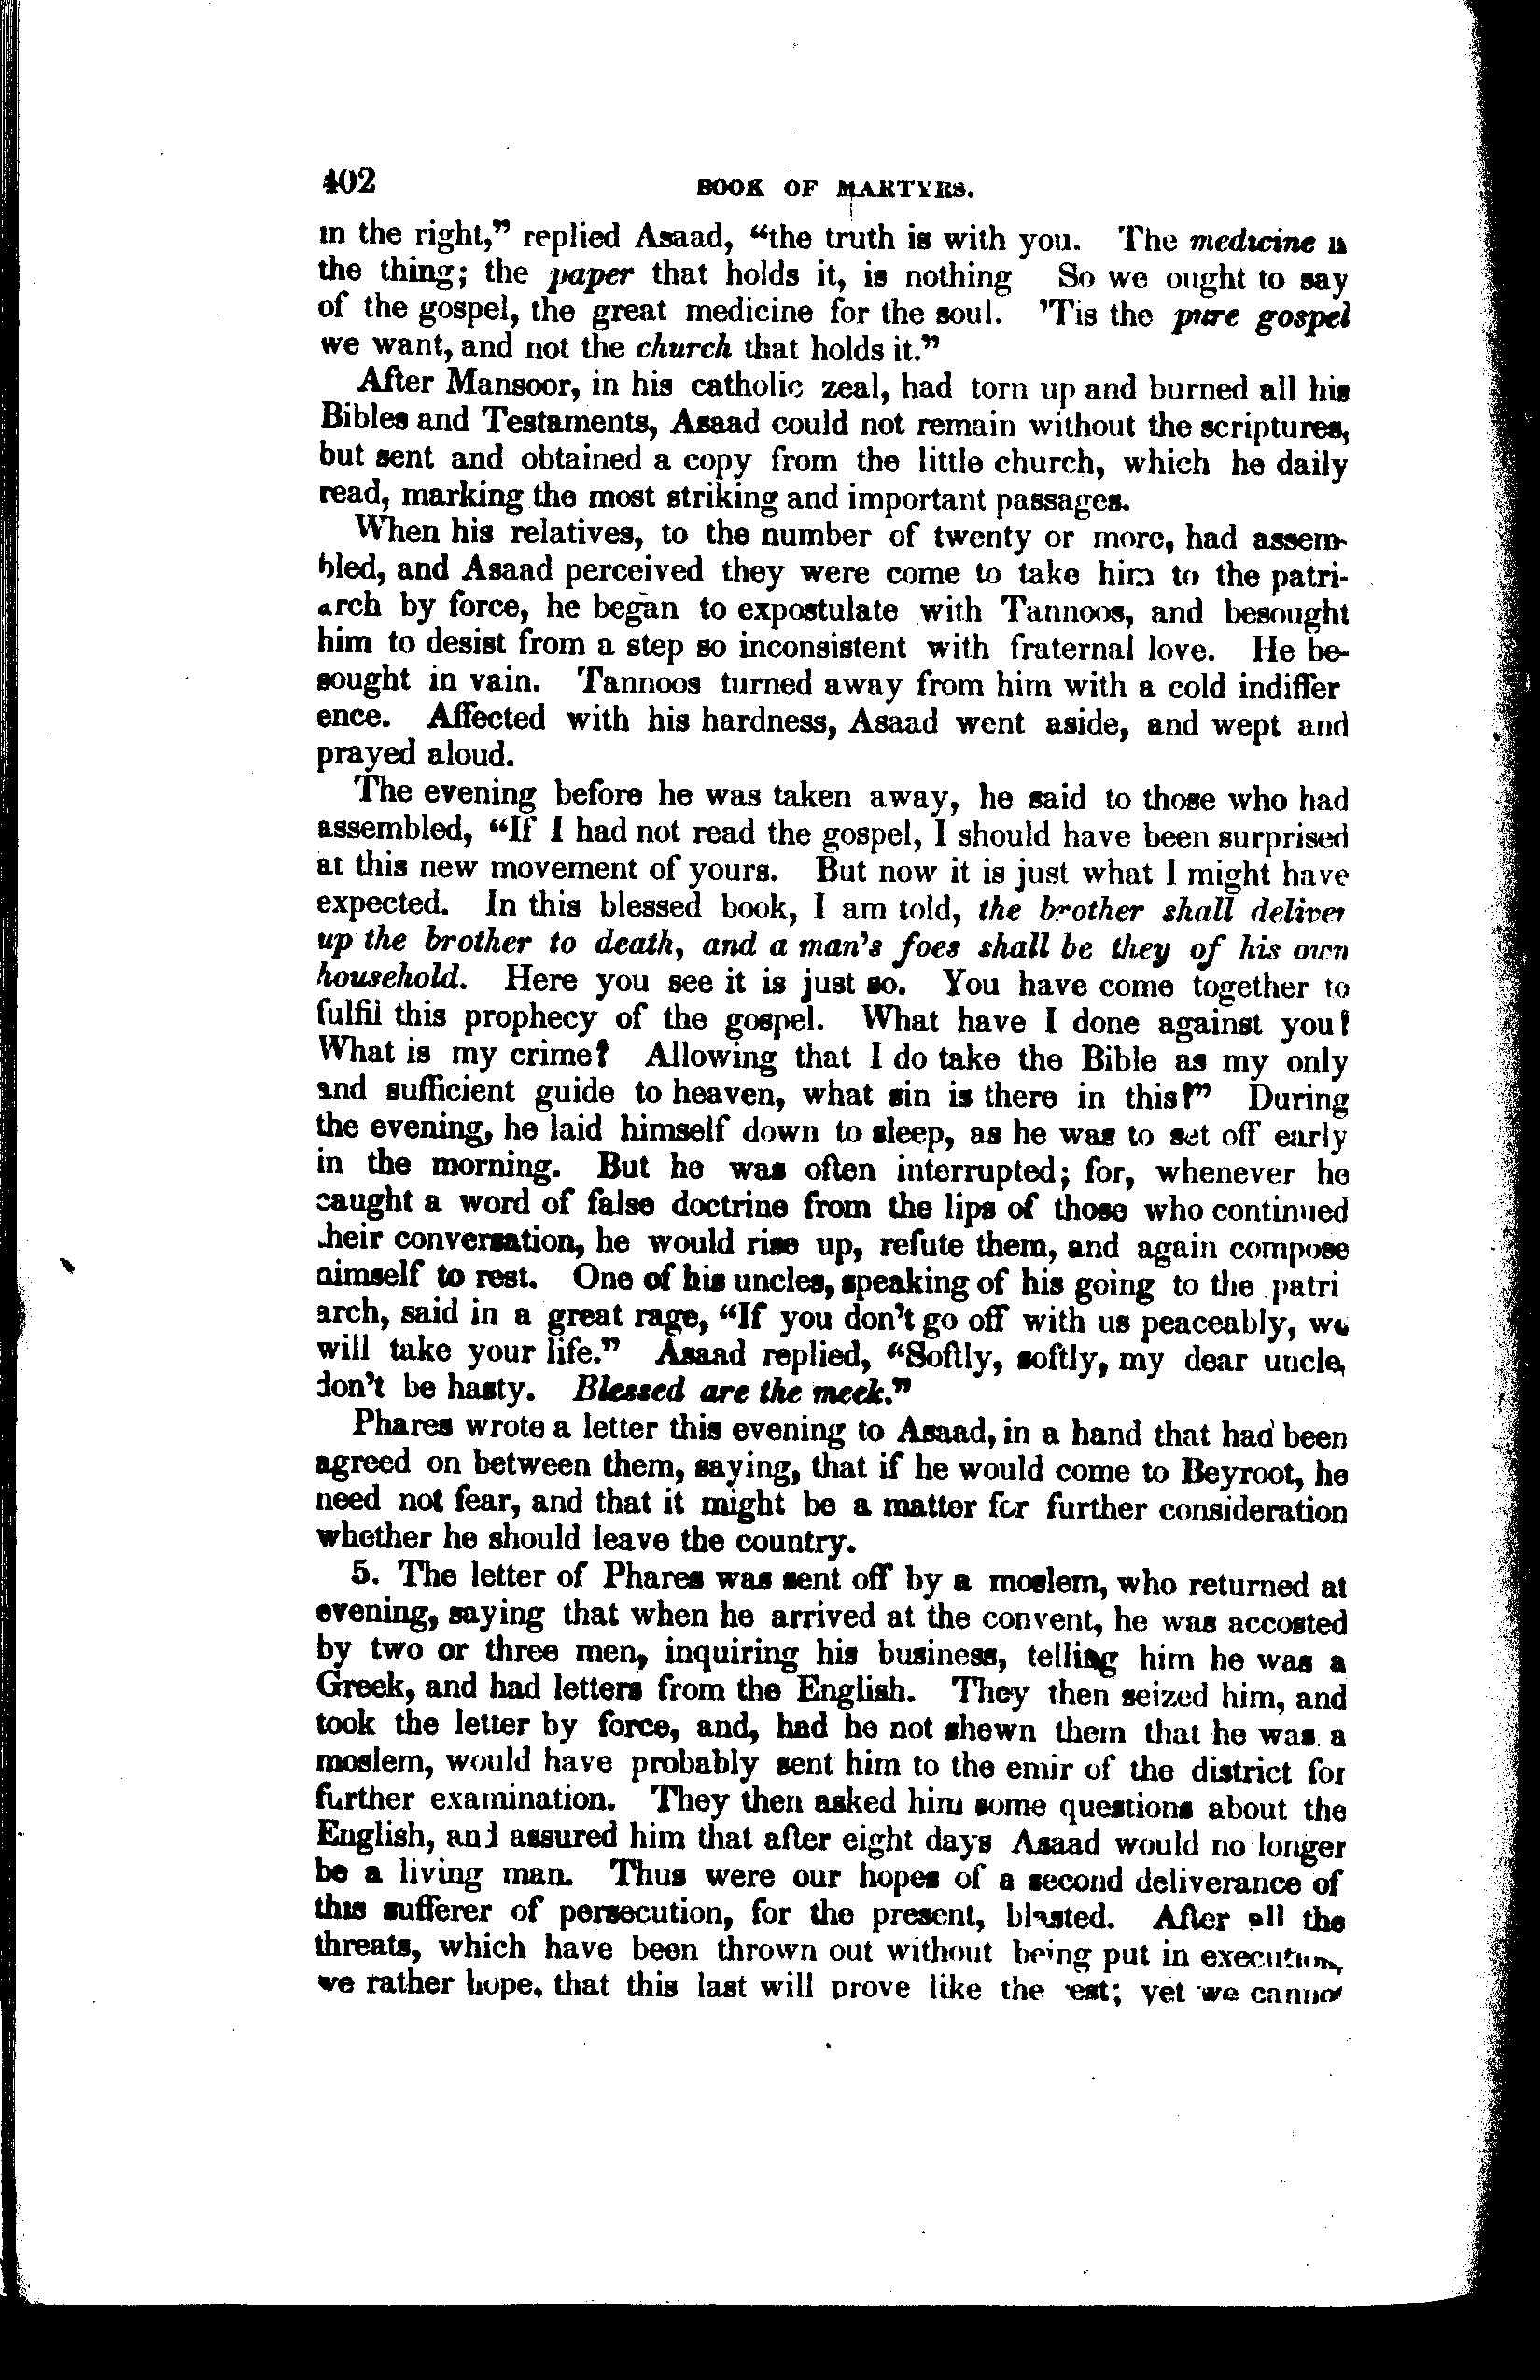 402 BOOK OF MARTYRS.
in the right,” replied Asaad, “the truth is with you. The medicine is
the thing; the paper that holds it, is nothing So we ought to say
of the gospel, the great medicine for the soul. ’Tis the pure gospel
we want, and not the church that holds it.”
After Mansoor, in his catholic zeal, had torn up and burned all his
Bibles and Testaments, Asaad could not remain without the scriptures,
but sent and obtained a copy from the little church, which he daily
read, marking the most striking and important passages.
When his relatives, to the number of twenty or more, had assem-
bled, and Asaad perceived they were come to take him to the patri-
arch by force, he began to expostulate with Tannoos, and besought
him to desist from a step so inconsistent with fraternal love. He be-
sought in vain. Tannoos turned away from him with a cold indiffer
ence. Affected with his hardness, Asaad went aside, and wept and
prayed aloud.
The evening before he was taken away, he said to those who had
assembled, “If I had not read the gospel, I should have been surprised
at this new movement of yours. But now it is just what I might have
expected. In this blessed book, I am told, the brother shall deliver
up the brother to death, and a man’s foes shall be they of his own
household. Here you see it is just so. You have come together to
fulfil this prophecy of the gospel. What have I done against you?
What is my crime? Allowing that I do take the Bible as my only
and sufficient guide to heaven, what sin is there in this?” During
the evening, he laid himself down to sleep, as he was to set off early
in the morning. But he was often interrupted; for, whenever he
caught a word of false doctrine from the lips of those who continued
their conversation, he would rise up, refute them, and again compose
himself to rest. One of his uncles, speaking of his going to the patri
arch, said in a great rage, “If you don’t go off with us peaceably, we
will take your life.” Asaad replied, “Softly, softly, my dear uncle,
don’t be hasty. Blessed are the meek.”
Phares wrote a letter this evening to Asaad, in a hand that had been
agreed on between them, saying, that if he would come to Beyroot, he
need not fear, and that it might be a matter for further consideration
whether he should leave the country.
5. The letter of Phares was sent off by a moslem, who returned at
evening, saying that when he arrived at the convent, he was accosted
by two or three men, inquiring his business, telling him he was a
Greek, and had letters from the English. They then seized him, and
took the letter by force, and, had he not shewn them that he was a
moslem, would have probably sent him to the emir of the district for
further examination. They then asked him some questions about the
English, and assured him that after eight days Asaad would no longer
be a living man. Thus were our hopes of a second deliverance of
this sufferer of persecution, for the present, blasted. After all the
threats, which have been thrown out without being put in execution,
we rather hope, that this last will prove like the rest; yet we cannot